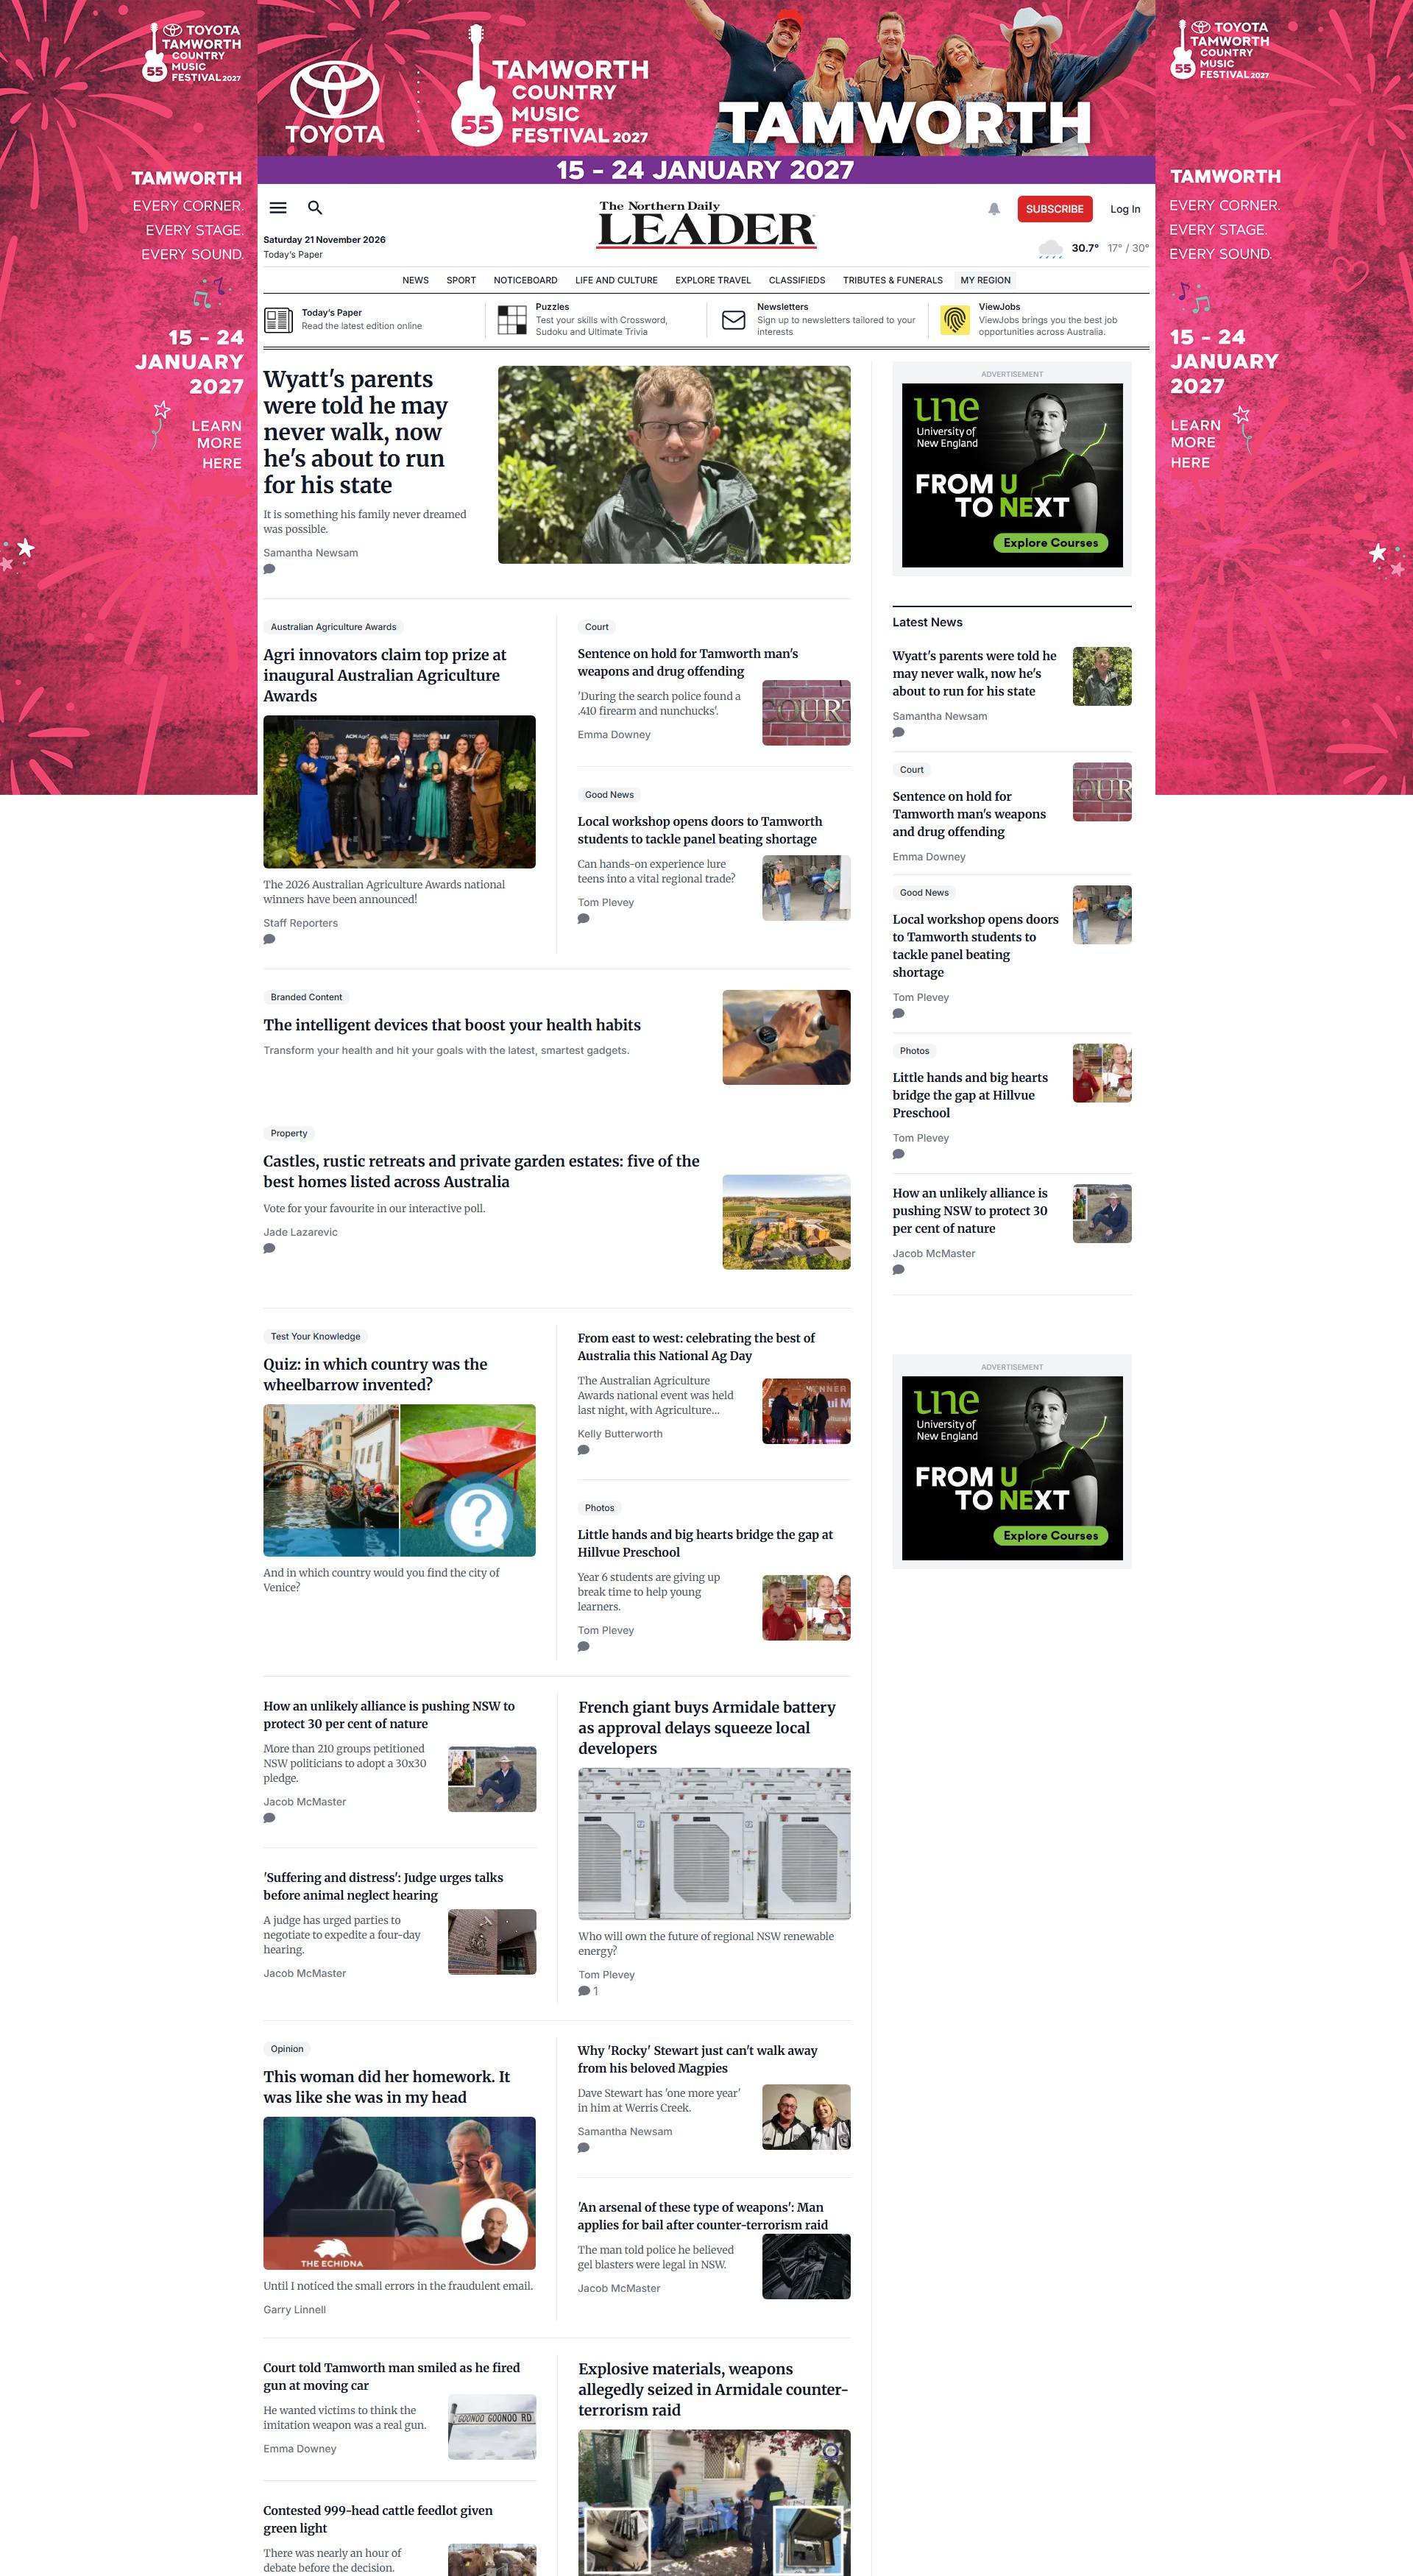 TOYOTA
TAMWORTH
COUNTRY
MUSIC
FESTIVAL 2027
55
TAMWORTH
EVERY CORNER.
EVERY STAGE.
EVERY SOUND.
15 - 24
JANUARY
2027
LEARN
MORE
HERE
TOYOTA
55
TAMWORTH
COUNTRY
MUSIC
FESTIVAL 2027
TAMWORTH
15 - 24 JANUARY 2027
TOYOTA
TAMWORTH
COUNTRY
MUSIC
FESTIVAL 2027
55
TAMWORTH
EVERY CORNER.
EVERY STAGE.
EVERY SOUND.
15 - 24
JANUARY
2027
LEARN
MORE
HERE
The Northern Daily
LEADER
SUBSCRIBE
Log In
Saturday 21 November 2026
Today's Paper
30.7° 17° / 30°
NEWS SPORT NOTICEBOARD LIFE AND CULTURE EXPLORE TRAVEL CLASSIFIEDS TRIBUTES & FUNERALS MY REGION
Today's Paper
Read the latest edition online
Puzzles
Test your skills with Crossword,
Sudoku and Ultimate Trivia
Newsletters
Sign up to newsletters tailored to your
interests
ViewJobs
ViewJobs brings you the best job
opportunities across Australia.
Wyatt's parents
were told he may
never walk, now
he's about to run
for his state
It is something his family never dreamed
was possible.
Samantha Newsam
Australian Agriculture Awards
Agri innovators claim top prize at
inaugural Australian Agriculture
Awards
The 2026 Australian Agriculture Awards national
winners have been announced!
Staff Reporters
Court
Sentence on hold for Tamworth man's
weapons and drug offending
'During the search police found a
.410 firearm and nunchucks'.
Emma Downey
COURT
Good News
Local workshop opens doors to Tamworth
students to tackle panel beating shortage
Can hands-on experience lure
teens into a vital regional trade?
Tom Plevey
Branded Content
The intelligent devices that boost your health habits
Transform your health and hit your goals with the latest, smartest gadgets.
Property
Castles, rustic retreats and private garden estates: five of the
best homes listed across Australia
Vote for your favourite in our interactive poll.
Jade Lazarevic
Test Your Knowledge
Quiz: in which country was the
wheelbarrow invented?
?
And in which country would you find the city of
Venice?
From east to west: celebrating the best of
Australia this National Ag Day
The Australian Agriculture
Awards national event was held
last night, with Agriculture...
Kelly Butterworth
Photos
Little hands and big hearts bridge the gap at
Hillvue Preschool
Year 6 students are giving up
break time to help young
learners.
Tom Plevey
How an unlikely alliance is pushing NSW to
protect 30 per cent of nature
More than 210 groups petitioned
NSW politicians to adopt a 30x30
pledge.
Jacob McMaster
'Suffering and distress': Judge urges talks
before animal neglect hearing
A judge has urged parties to
negotiate to expedite a four-day
hearing.
Jacob McMaster
French giant buys Armidale battery
as approval delays squeeze local
developers
Who will own the future of regional NSW renewable
energy?
Tom Plevey
1
Opinion
This woman did her homework. It
was like she was in my head
THE ECHIDNA
Until I noticed the small errors in the fraudulent email.
Garry Linnell
Why 'Rocky' Stewart just can't walk away
from his beloved Magpies
Dave Stewart has 'one more year'
in him at Werris Creek.
Samantha Newsam
'An arsenal of these type of weapons': Man
applies for bail after counter-terrorism raid
The man told police he believed
gel blasters were legal in NSW.
Jacob McMaster
Court told Tamworth man smiled as he fired
gun at moving car
He wanted victims to think the
imitation weapon was a real gun.
Emma Downey
GOONOO GOONOO RD
Contested 999-head cattle feedlot given
green light
There was nearly an hour of
debate before the decision.
Explosive materials, weapons
allegedly seized in Armidale counter-
terrorism raid
ADVERTISEMENT
une
University of
New England
FROM U
TO NEXT
Explore Courses
Latest News
Wyatt's parents were told he
may never walk, now he's
about to run for his state
Samantha Newsam
Court
Sentence on hold for
Tamworth man's weapons
and drug offending
Emma Downey
Good News
Local workshop opens doors
to Tamworth students to
tackle panel beating
shortage
Tom Plevey
Photos
Little hands and big hearts
bridge the gap at Hillvue
Preschool
Tom Plevey
How an unlikely alliance is
pushing NSW to protect 30
per cent of nature
Jacob McMaster
ADVERTISEMENT
une
University of
New England
FROM U
TO NEXT
Explore Courses